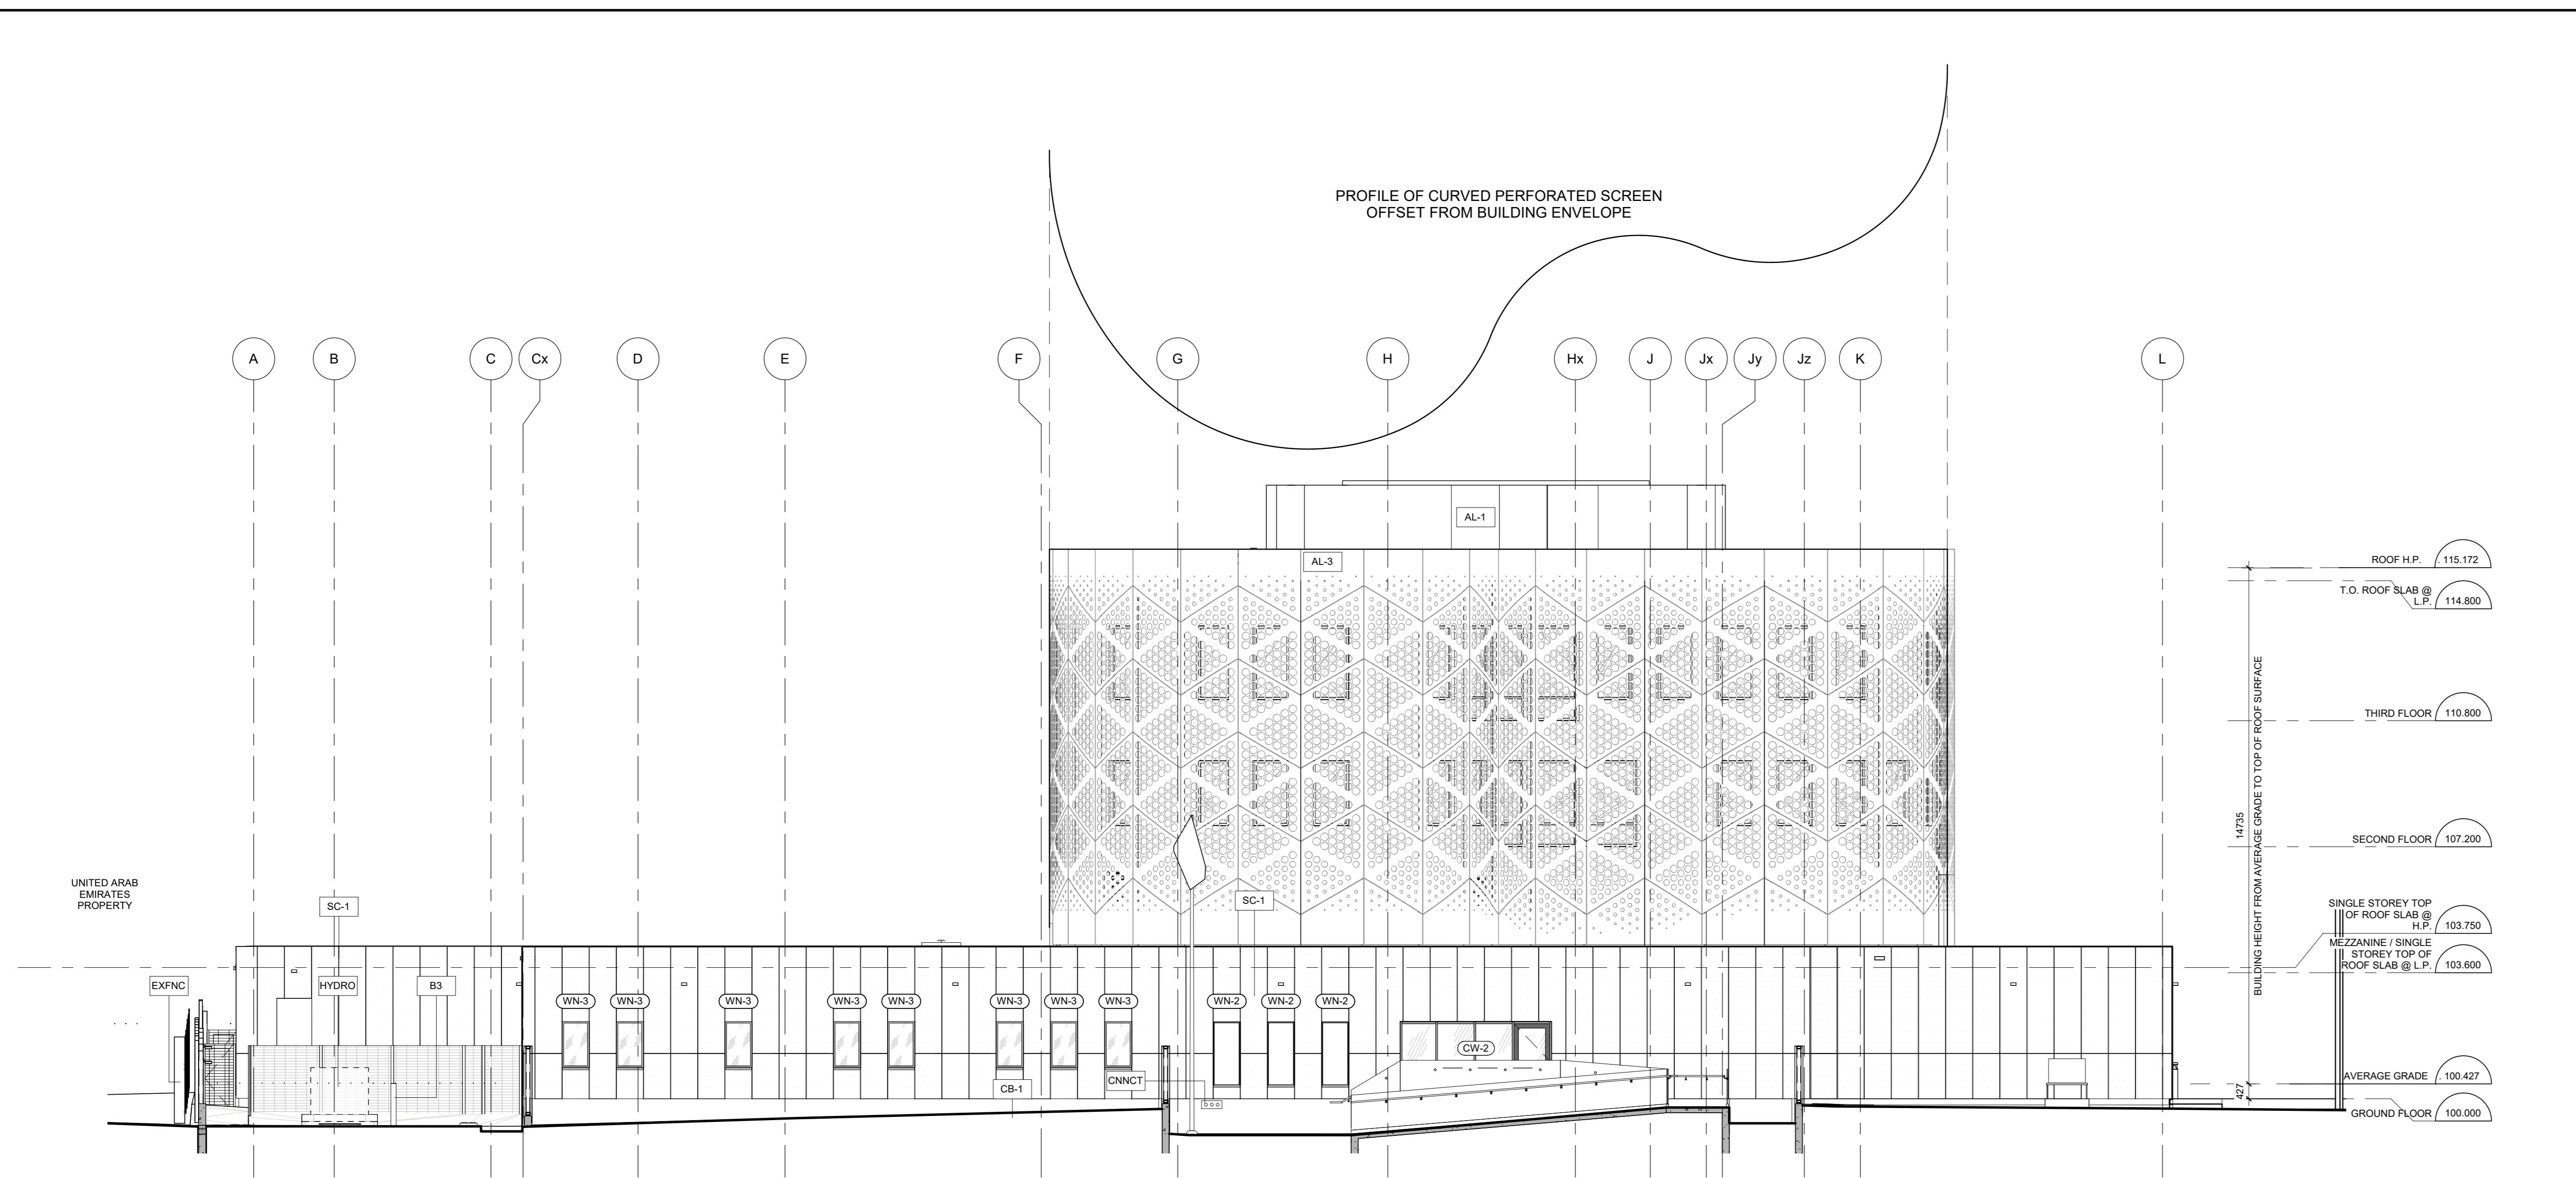 PROFILE OF CURVED PERFORATED SCREEN
OFFSET FROM BUILDING ENVELOPE
A
B
C
Cx
D
E
F
G
H
Hx
J
Jx
Jy
Jz
K
L
AL-1
AL-3
ROOF H.P. 115.172
T.O. ROOF SLAB @
L.P. 114.800
THIRD FLOOR 110.800
SECOND FLOOR 107.200
SINGLE STOREY TOP
OF ROOF SLAB @
H.P. 103.750
MEZZANINE / SINGLE
STOREY TOP OF
ROOF SLAB @ L.P. 103.600
AVERAGE GRADE 100.427
GROUND FLOOR 100.000
14735
BUILDING HEIGHT FROM AVERAGE GRADE TO TOP OF ROOF SURFACE
427
UNITED ARAB
EMIRATES
PROPERTY
SC-1
SC-1
EXFNC
HYDRO
B3
WN-3
WN-3
WN-3
WN-3
WN-3
WN-3
WN-3
WN-3
WN-2
WN-2
WN-2
CW-2
CNNCT
CB-1